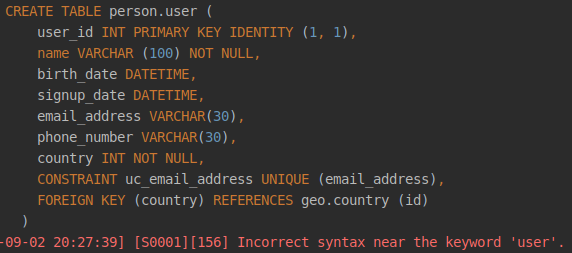 CREATE TABLE person.user (
user_id INT PRIMARY KEY IDENTITY (1, 1),
name VARCHAR (100) NOT NULL,
birth_date DATETIME,
signup_date DATETIME,
email_address VARCHAR(30),
phone_number VARCHAR(30),
country INT NOT NULL,
CONSTRAINT uc_email_address UNIQUE (email_address),
FOREIGN KEY (country) REFERENCES geo.country (id)
)
-09-02 20:27:39] [S0001][156] Incorrect syntax near the keyword 'user'.